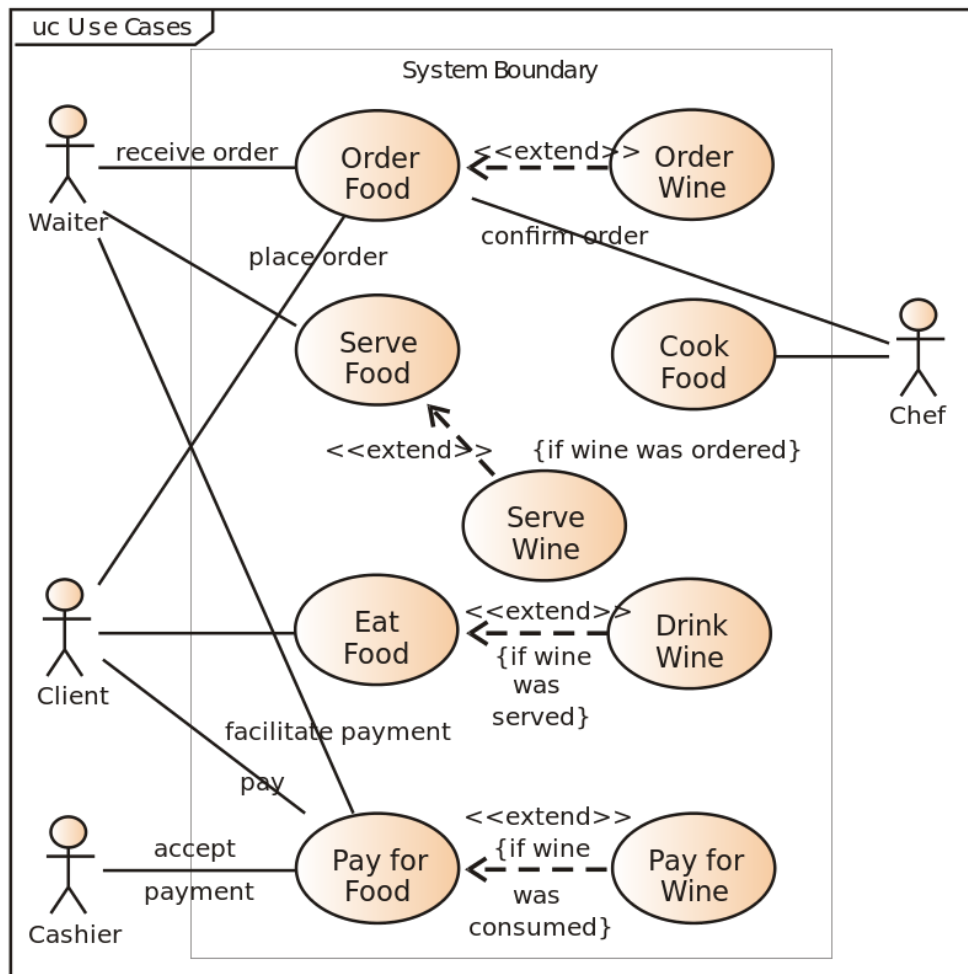 uc Use Cases
System Boundary
receive order
Order
Food
<<extend>>
Order
Wine
Waiter
place order
confirm order
Serve
Food
Cook
Food
Chef
<<extend>>
{if wine was ordered}
Serve
Wine
Eat
Food
<<extend>>
{if wine
was
served}
Drink
Wine
Client
facilitate payment
pay
accept
payment
Pay for
Food
<<extend>>
{if wine
was
consumed}
Pay for
Wine
Cashier